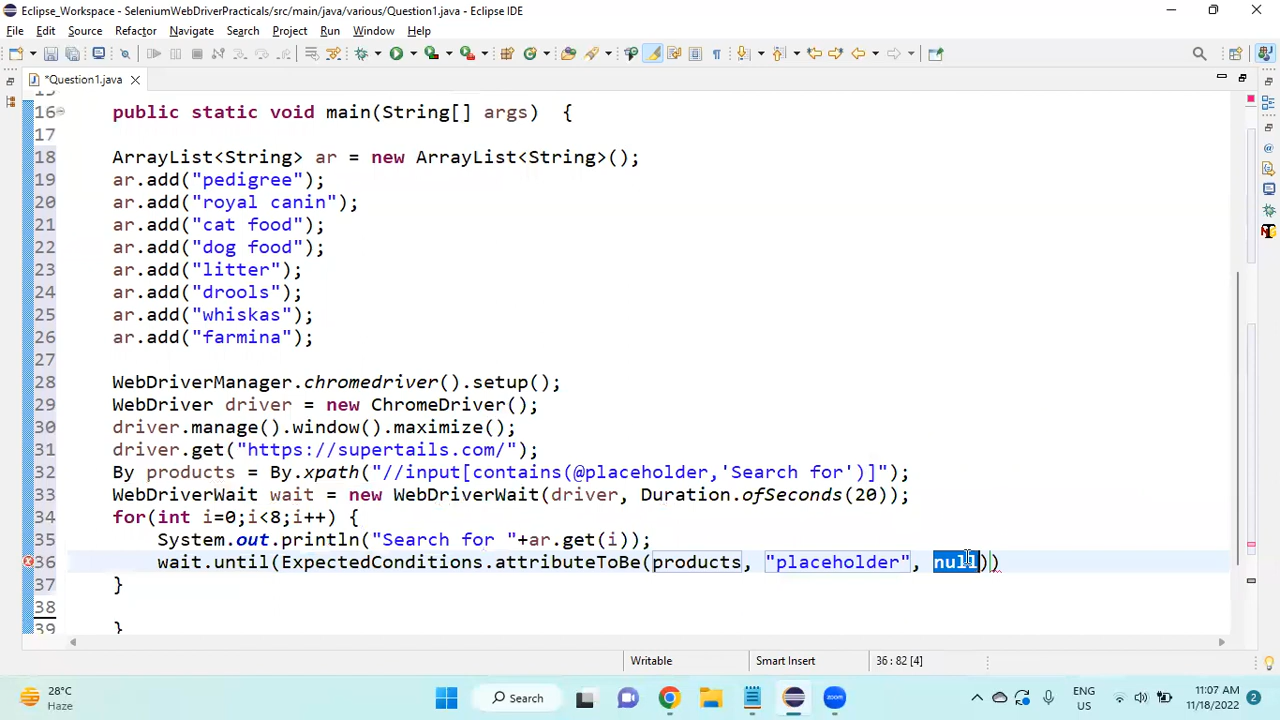 Eclipse_Workspace - SeleniumWebDriverPracticals/src/main/java/various/Question1.java - Eclipse IDE
File Edit Source Refactor Navigate Search Project Run Window Help
*Question1.java
16 public static void main(String[] args) {
17
18 ArrayList<String> ar = new ArrayList<String>();
19 ar.add("pedigree");
20 ar.add("royal canin");
21 ar.add("cat food");
22 ar.add("dog food");
23 ar.add("litter");
24 ar.add("drools");
25 ar.add("whiskas");
26 ar.add("farmina");
27
28 WebDriverManager.chromedriver().setup();
29 WebDriver driver = new ChromeDriver();
30 driver.manage().window().maximize();
31 driver.get("https://supertails.com/");
32 By products = By.xpath("//input[contains(@placeholder,'Search for')]");
33 WebDriverWait wait = new WebDriverWait(driver, Duration.ofSeconds(20));
34 for(int i=0;i<8;i++) {
35 System.out.println("Search for "+ar.get(i));
36 wait.until(ExpectedConditions.attributeToBe(products, "placeholder", null))
37 }
38
39 }
Writable Smart Insert 36 : 82 [4]
28°C
Haze
Search
ENG
US
11:07 AM
11/18/2022
2